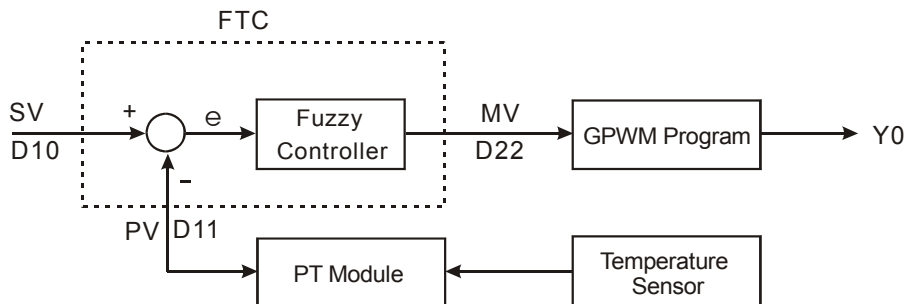 FTC
SV
D10
+
e
Fuzzy
Controller
MV
D22
GPWM Program
Y0
-
PV
D11
PT Module
Temperature
Sensor